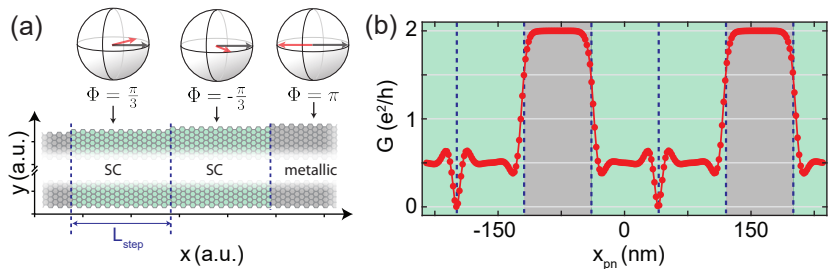 (a)
Φ = π/3
Φ = -π/3
Φ = π
y (a.u.)
SC
SC
metallic
L_step
x (a.u.)
(b)
G (e²/h)
2
1
0
-150
0
150
x_pn (nm)